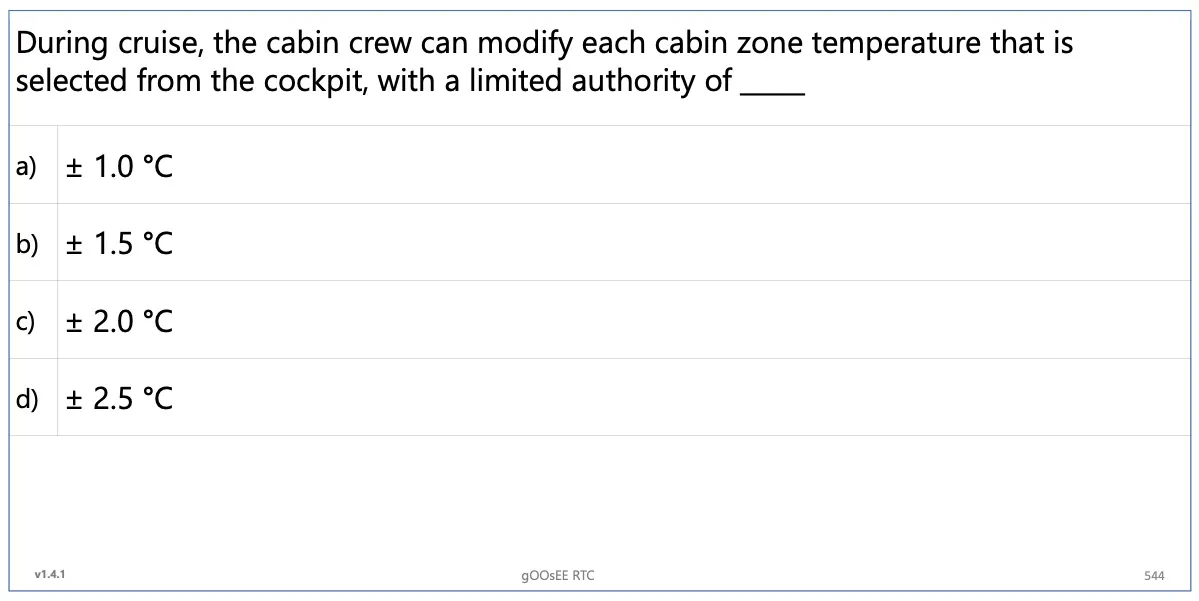 During cruise, the cabin crew can modify each cabin zone temperature that is
selected from the cockpit, with a limited authority of _____
a) ± 1.0 °C
b) ± 1.5 °C
c) ± 2.0 °C
d) ± 2.5 °C
v1.4.1 gOOsEE RTC 544